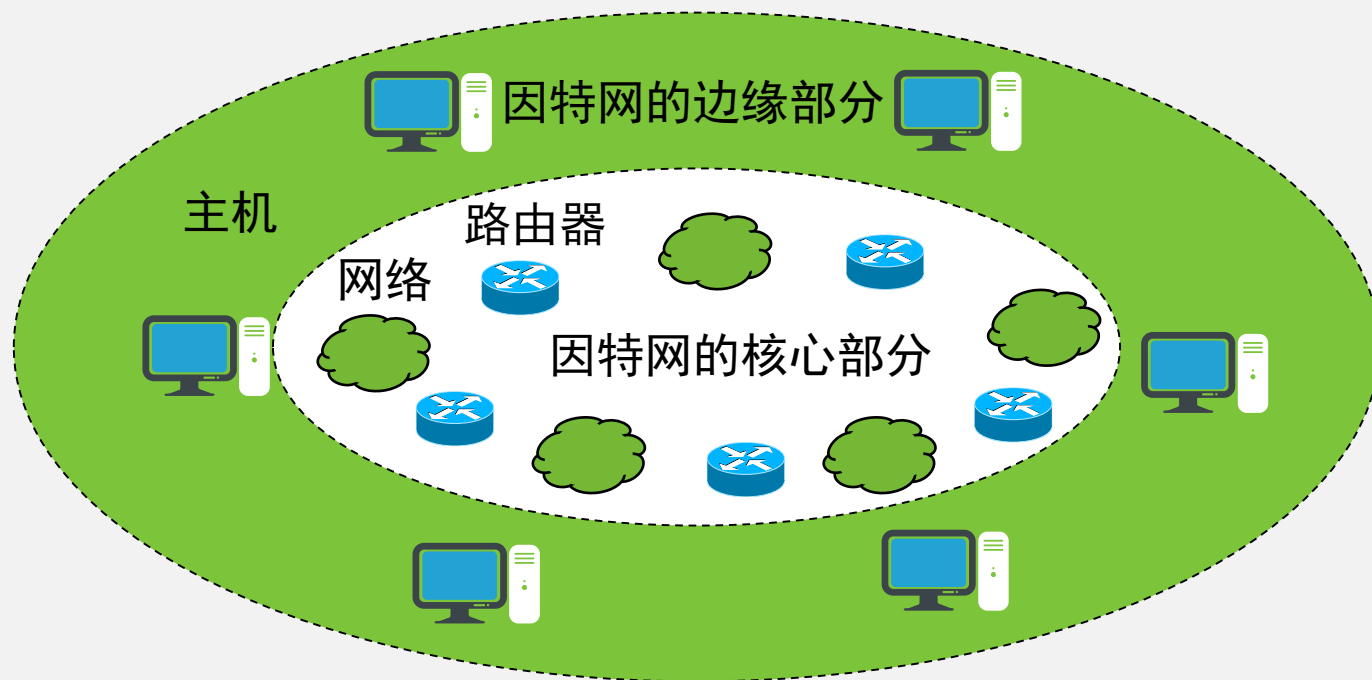 因特网的边缘部分
主机
路由器
网络
因特网的核心部分